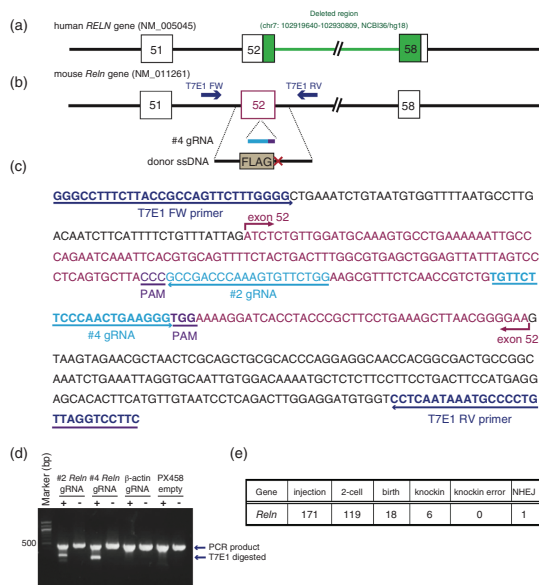 (a)
Deleted region
(chr7: 102919640-102930809, NCBI36/hg18)
human RELN gene (NM_005045)
51
52
58
mouse Reln gene (NM_011261)
(b)
T7E1 FW
T7E1 RV
51
52
58
#4 gRNA
donor ssDNA
FLAG
(c)
GGGCCTTTCTTACCGCCAGTTCTTTGGGGCTGAAATCTGTAATGTGGTTTTAATGCCTTG
T7E1 FW primer
exon 52
ACAATCTTCATTTTCTGTTTATTAGATCTCTGTTGGATGCAAAGTGCCTGAAAAAATTGCC
CAGAATCAAATTCACGTGCAGTTTTCTACTGACTTTGGCGTGAGCTGGAGTTATTTAGTCC
CTCAGTGCTTACCCGCCGACCCAAAGTGTTCTGGAAGCGTTTCTCAACCGTCTGTGTTCT
PAM
#2 gRNA
TCCCAACTGAAGGGTGGAAAAGGATCACCTACCCGCTTCCTGAAAGCTTAACGGGGAAG
#4 gRNA
PAM
exon 52
TAAGTAGAACGCTAACTCGCAGCTGCGCACCCAGGAGGCAACCACGGCGACTGCCGGC
AAATCTGAAATTAGGTGCAATTGTGGACAAAATGCTCTCTTCCTTCCTGACTTCCATGAGG
AGCACACTTCATGTTGTAATCCTCAGACTTGGAGGATGTGGTCCTCAATAAATGCCCCTG
T7E1 RV primer
TTAGGTCCTTC
(d)
Marker (bp)
#2 Reln gRNA
#4 Reln gRNA
β-actin gRNA
PX458 empty
+ - + - + - + -
500
PCR product
T7E1 digested
(e)
Gene injection 2-cell birth knockin knockin error NHEJ
Reln 171 119 18 6 0 1